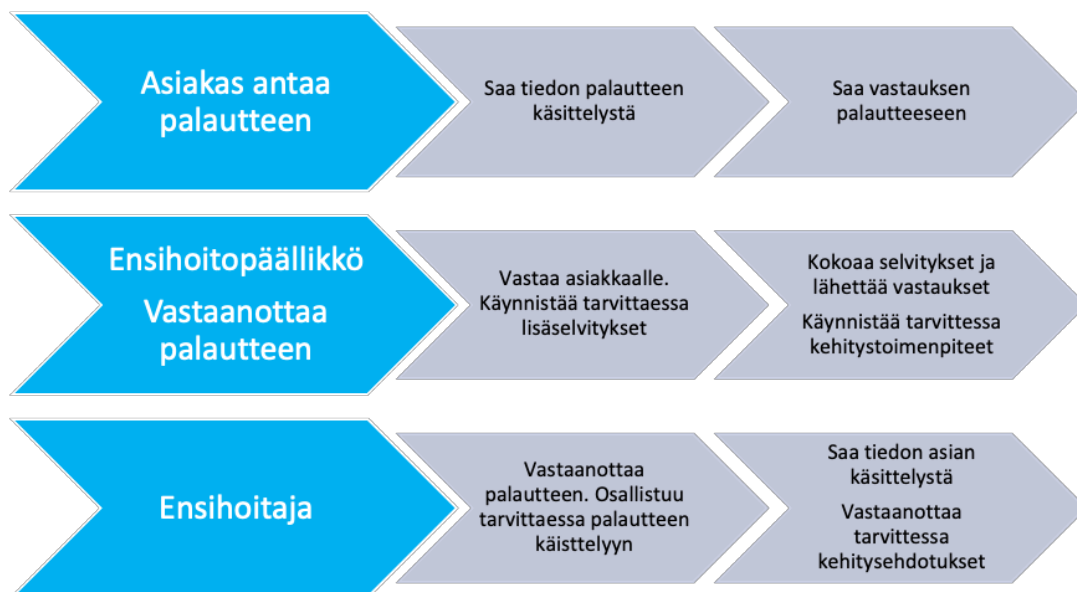 Asiakas antaa
palautteen
Saa tiedon palautteen
käsittelystä
Saa vastauksen
palautteeseen
Ensihoitopäällikkö
Vastaanottaa
palautteen
Vastaa asiakkaalle.
Käynnistää tarvittaessa
lisäselvitykset
Kokoaa selvitykset ja
lähettää vastaukset
Käynnistää tarvittessa
kehitystoimenpiteet
Ensihoitaja
Vastaanottaa
palautteen. Osallistuu
tarvittaessa palautteen
käisttelyyn
Saa tiedon asian
käsittelystä
Vastaanottaa
tarvittessa
kehitysehdotukset